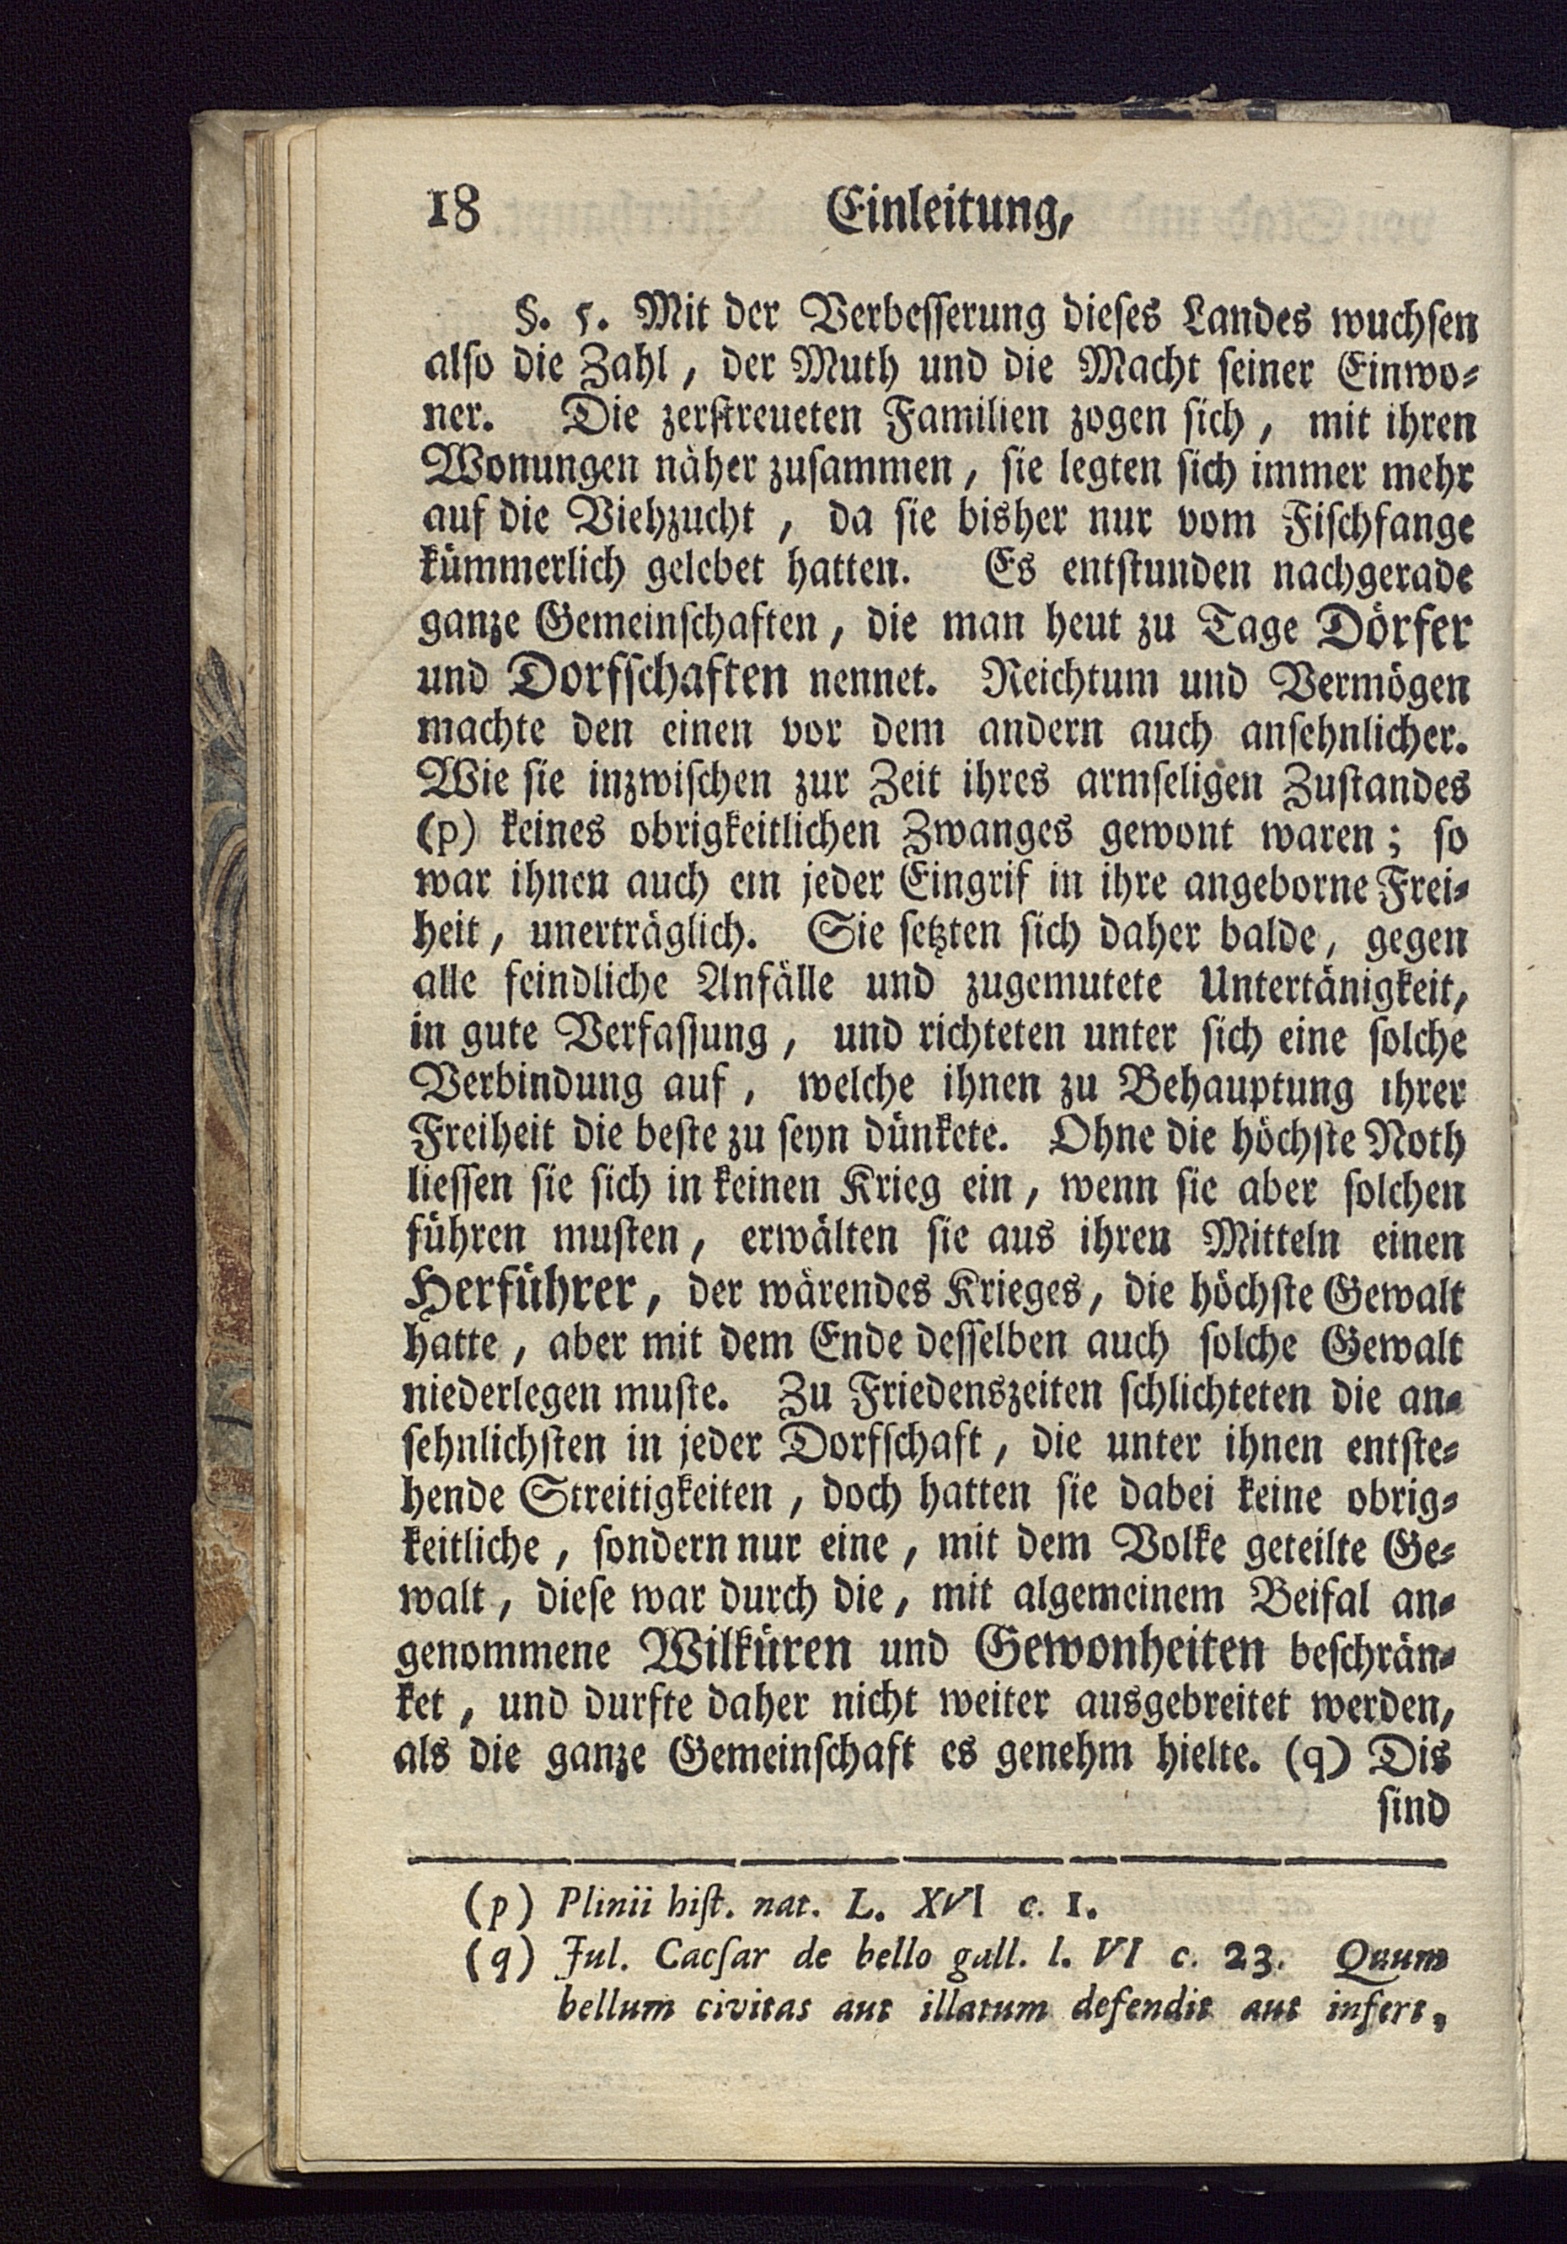 18 Einleitung,
§. 5. Mit der Verbesserung dieses Landes wuchsen
also die Zahl, der Muth und die Macht seiner Einwo-
ner. Die zerstreueten Familien zogen sich, mit ihren
Wonungen näher zusammen, sie legten sich immer mehr
auf die Viehzucht, da sie bisher nur vom Fischfange
kümmerlich gelebet hatten. Es entstunden nachgerade
ganze Gemeinschaften, die man heut zu Tage Dörfer
und Dorfschaften nennet. Reichtum und Vermögen
machte den einen vor dem andern auch ansehnlicher.
Wie sie inzwischen zur Zeit ihres armseligen Zustandes
(p) keines obrigkeitlichen Zwanges gewont waren; so
war ihnen auch ein jeder Eingrif in ihre angeborne Frei-
heit, unerträglich. Sie setzten sich daher balde, gegen
alle feindliche Anfälle und zugemutete Untertänigkeit,
in gute Verfassung, und richteten unter sich eine solche
Verbindung auf, welche ihnen zu Behauptung ihrer
Freiheit die beste zu seyn dünkete. Ohne die höchste Noth
liessen sie sich in keinen Krieg ein, wenn sie aber solchen
führen musten, erwälten sie aus ihren Mitteln einen
Herführer, der wärendes Krieges, die höchste Gewalt
hatte, aber mit dem Ende desselben auch solche Gewalt
niederlegen muste. Zu Friedenszeiten schlichteten die an-
sehnlichsten in jeder Dorfschaft, die unter ihnen entste-
hende Streitigkeiten, doch hatten sie dabei keine obrig-
keitliche, sondern nur eine, mit dem Volke geteilte Ge-
walt, diese war durch die, mit algemeinem Beifal an-
genommene Wilküren und Gewonheiten beschrän-
ket, und durfte daher nicht weiter ausgebreitet werden,
als die ganze Gemeinschaft es genehm hielte. (q) Dis
sind
(p) Plinii hist. nat. L. XVI c. 1.
(q) Jul. Caesar de bello gall. l. VI c. 23. Quum
bellum civitas aut illatum defendit aut infert,